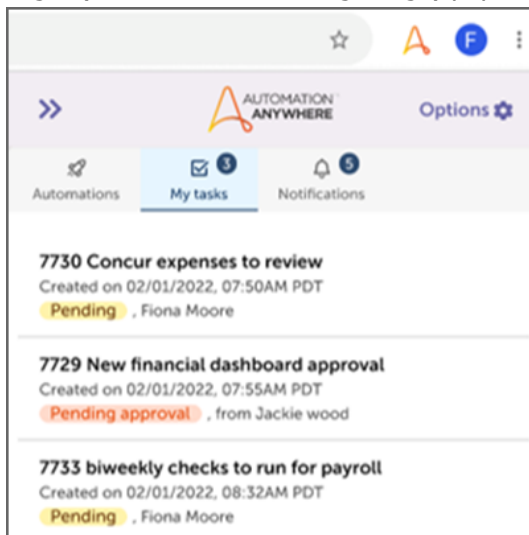 F
AUTOMATION
ANYWHERE
Options
3
5
Automations
My tasks
Notifications
7730 Concur expenses to review
Created on 02/01/2022, 07:50AM PDT
Pending , Fiona Moore
7729 New financial dashboard approval
Created on 02/01/2022, 07:55AM PDT
Pending approval , from Jackie wood
7733 biweekly checks to run for payroll
Created on 02/01/2022, 08:32AM PDT
Pending , Fiona Moore